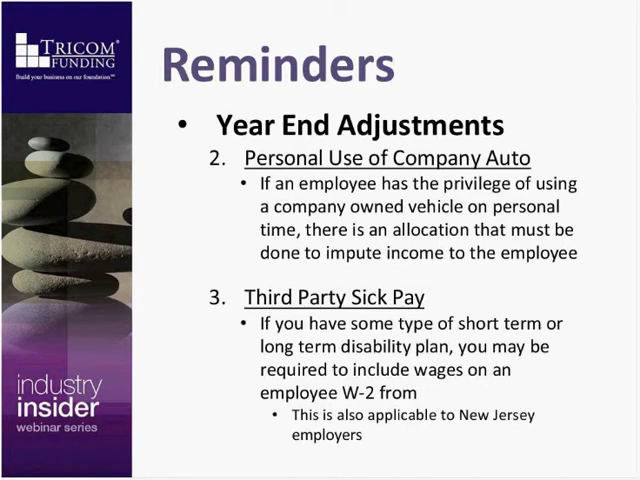 TRICOM®
FUNDING
Build your business on our foundation.℠
Reminders
• Year End Adjustments
2. Personal Use of Company Auto
• If an employee has the privilege of using
a company owned vehicle on personal
time, there is an allocation that must be
done to impute income to the employee
3. Third Party Sick Pay
• If you have some type of short term or
long term disability plan, you may be
required to include wages on an
employee W-2 from
• This is also applicable to New Jersey
employers
industry
insider
webinar series